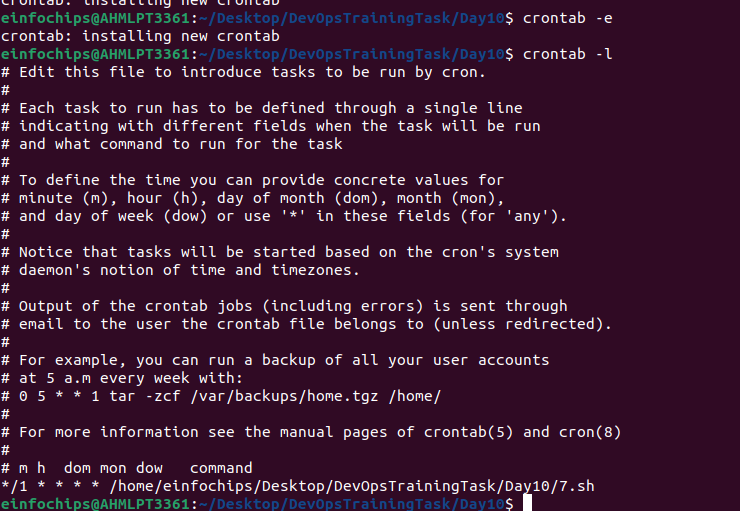 crontab: installing new crontab
einfochips@AHMLPT3361:~/Desktop/DevOpsTrainingTask/Day10$ crontab -e
crontab: installing new crontab
einfochips@AHMLPT3361:~/Desktop/DevOpsTrainingTask/Day10$ crontab -l
# Edit this file to introduce tasks to be run by cron.
#
# Each task to run has to be defined through a single line
# indicating with different fields when the task will be run
# and what command to run for the task
#
# To define the time you can provide concrete values for
# minute (m), hour (h), day of month (dom), month (mon),
# and day of week (dow) or use '*' in these fields (for 'any').
#
# Notice that tasks will be started based on the cron's system
# daemon's notion of time and timezones.
#
# Output of the crontab jobs (including errors) is sent through
# email to the user the crontab file belongs to (unless redirected).
#
# For example, you can run a backup of all your user accounts
# at 5 a.m every week with:
# 0 5 * * 1 tar -zcf /var/backups/home.tgz /home/
#
# For more information see the manual pages of crontab(5) and cron(8)
#
# m h  dom mon dow   command
*/1 * * * * /home/einfochips/Desktop/DevOpsTrainingTask/Day10/7.sh
einfochips@AHMLPT3361:~/Desktop/DevOpsTrainingTask/Day10$